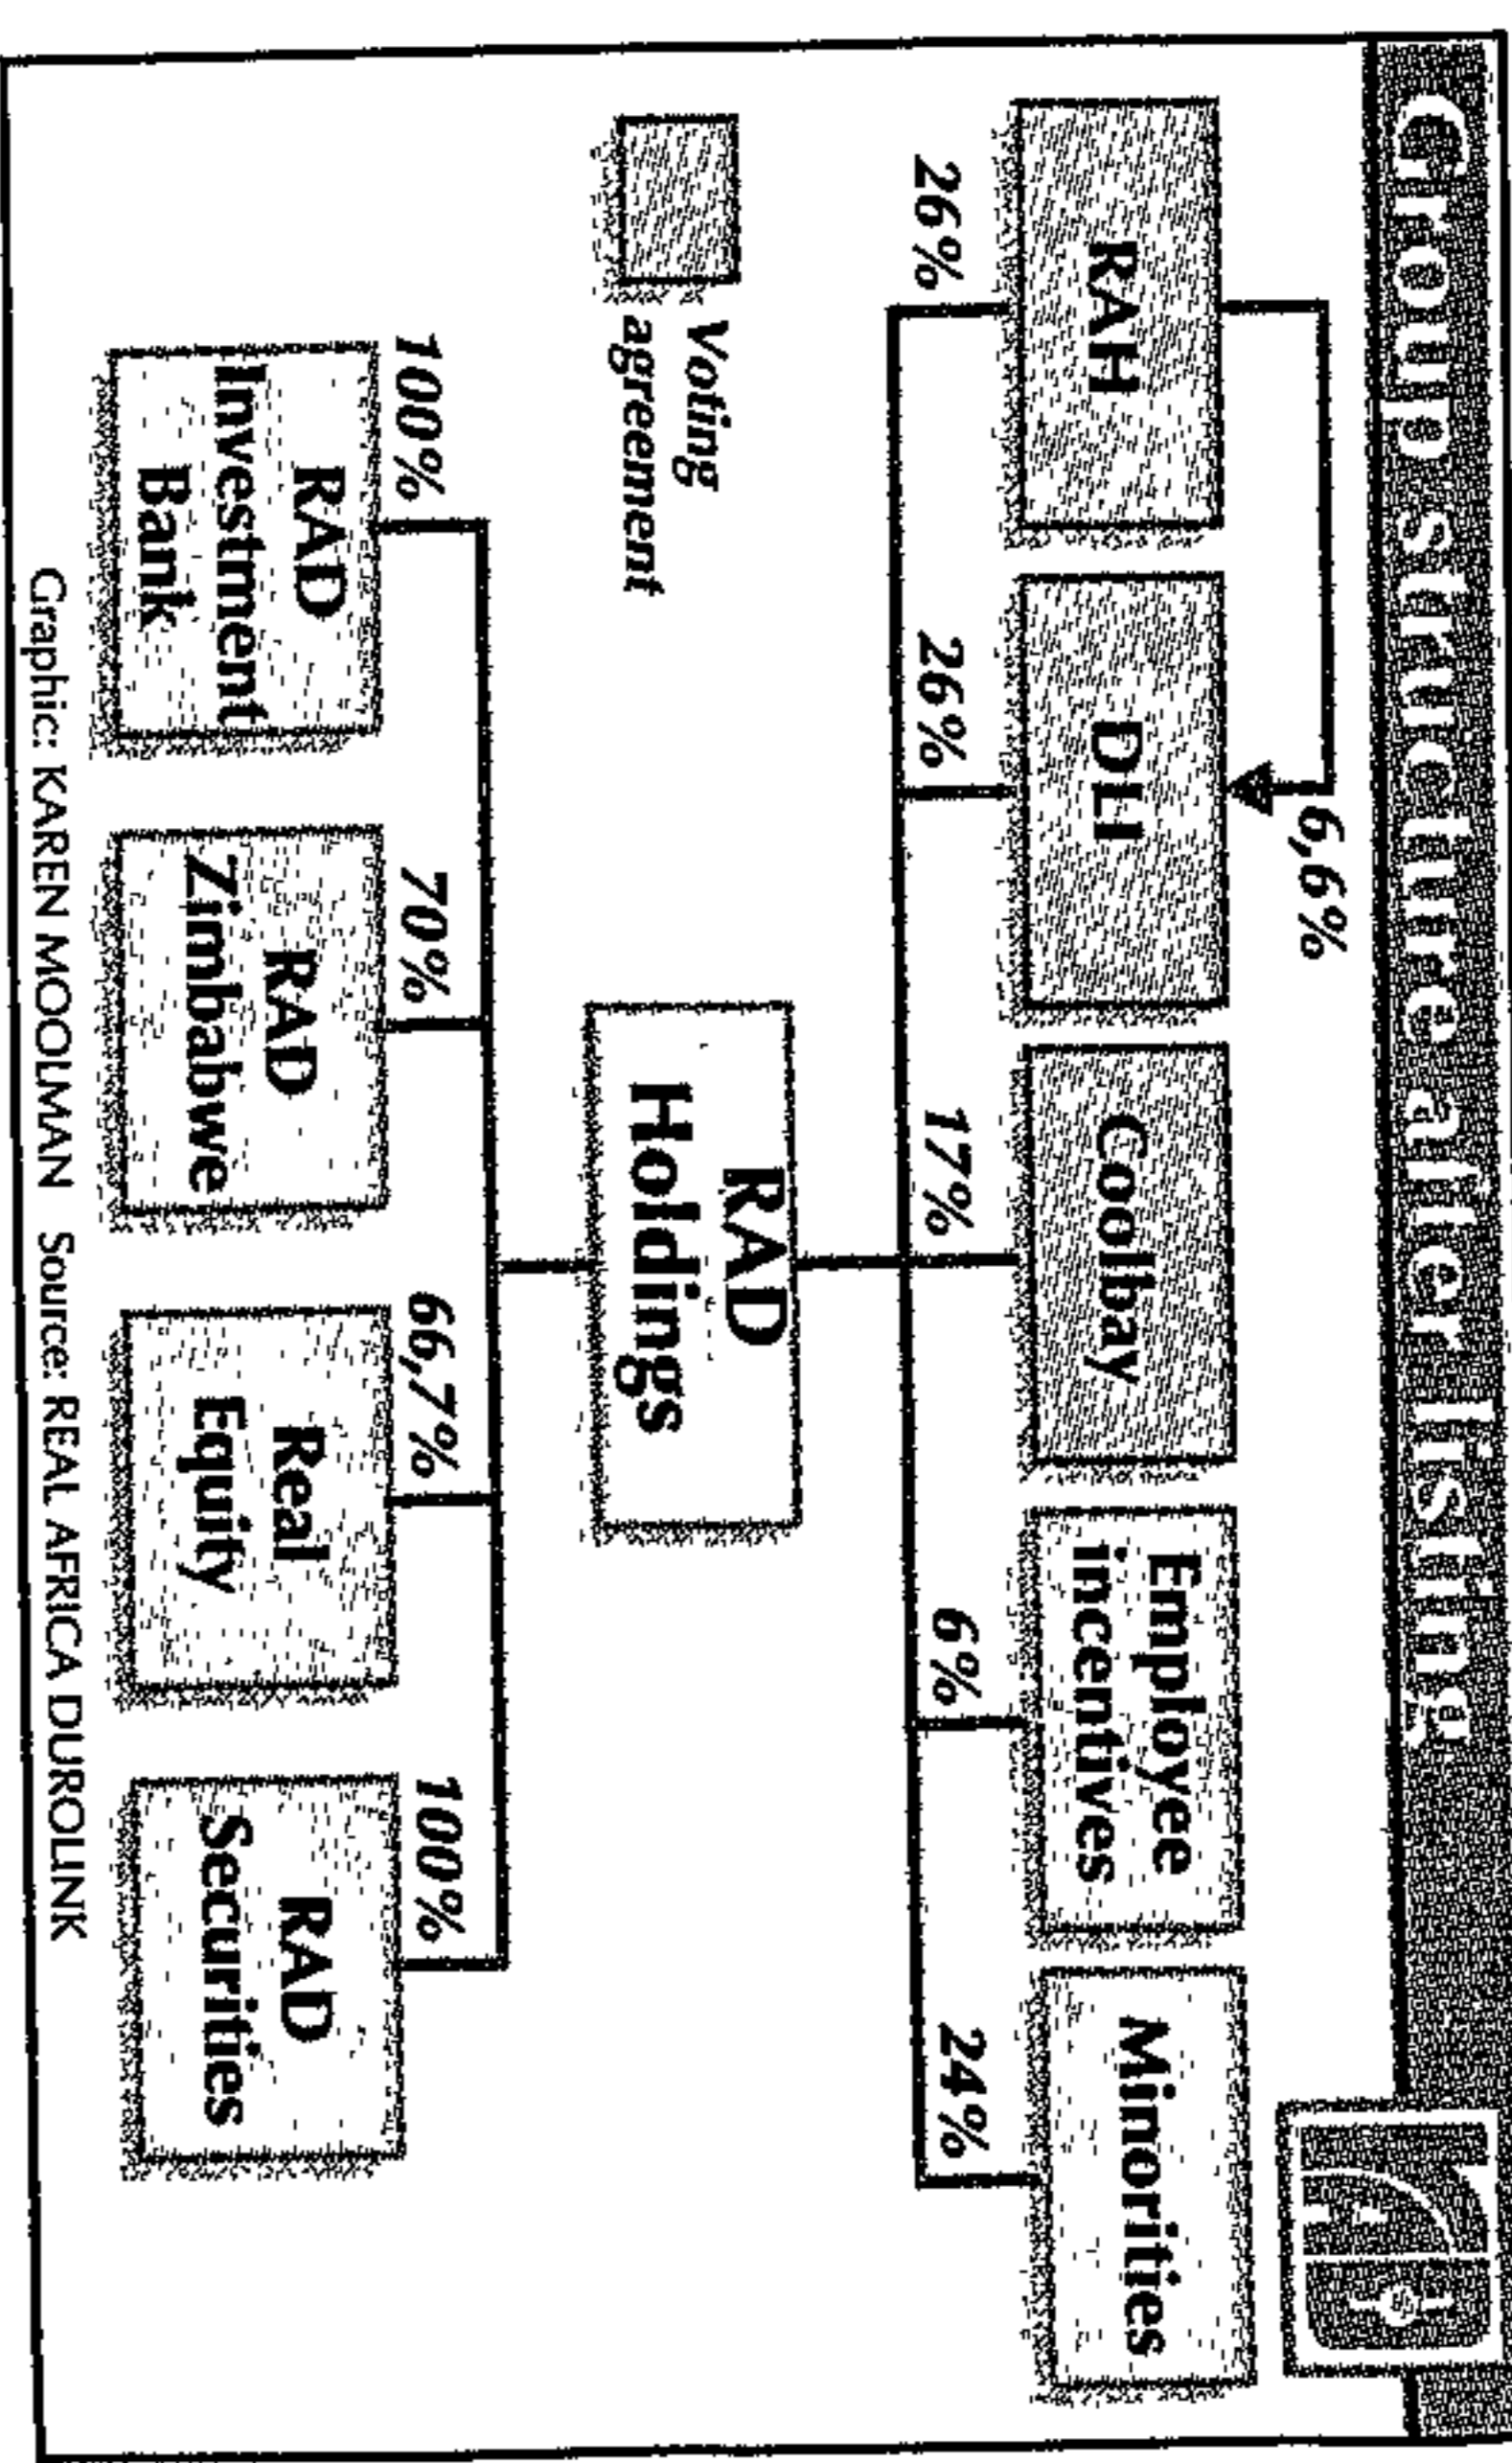 Group structure after listing
6,6%
RAH
DLI
Coolbay
Employee
incentives
Minorities
26%
26%
17%
6%
24%
Voting
agreement
RAD
Holdings
100%
70%
66,7%
100%
RAD
Investment
Bank
RAD
Zimbabwe
Real
Equity
RAD
Securities
Graphic: KAREN MOOLMAN Source: REAL AFRICA DUROLINK